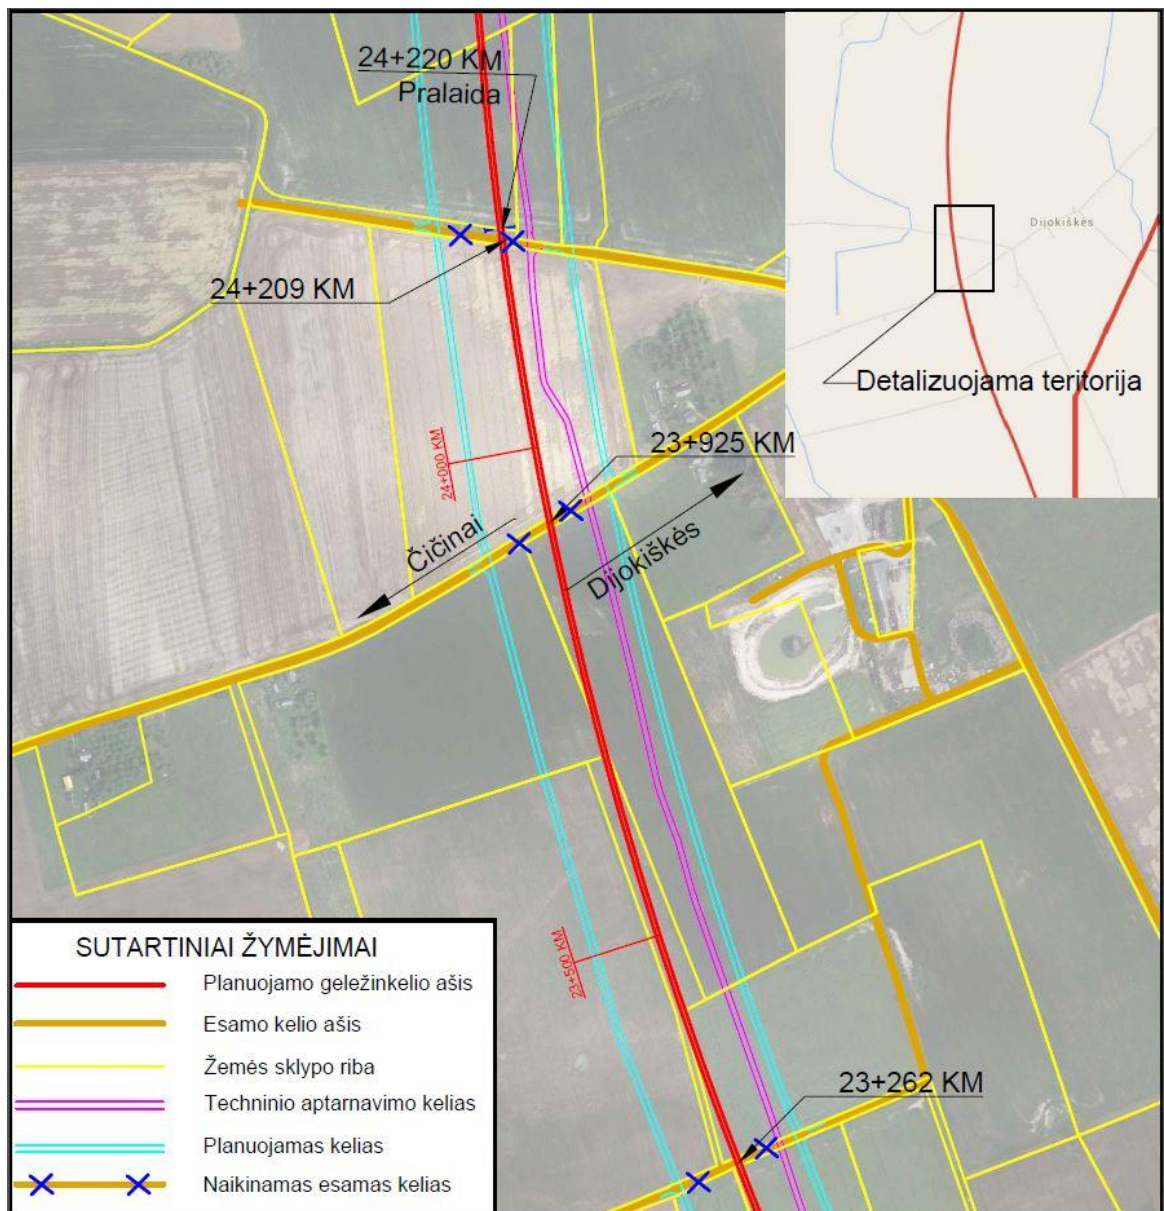 24+220 KM
Pralaida
Dijokiškės
24+209 KM
Detalizuojama teritorija
23+925 KM
24+000 KM
Čičinai
Dijokiškės
23+500 KM
23+262 KM
SUTARTINIAI ŽYMĖJIMAI
Planuojamo geležinkelio ašis
Esamo kelio ašis
Žemės sklypo riba
Techninio aptarnavimo kelias
Planuojamas kelias
Naikinamas esamas kelias